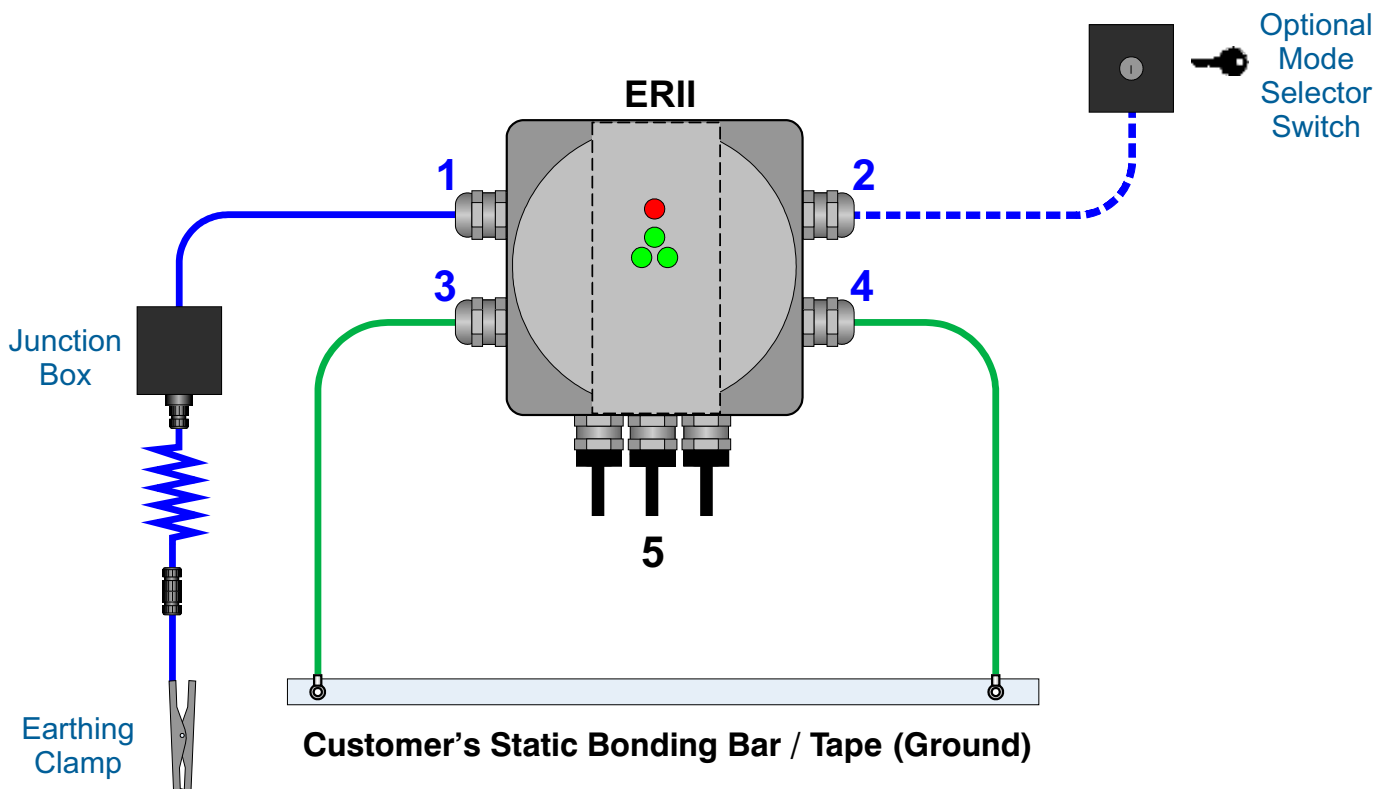 Optional
Mode
Selector
Switch
ERII
1
2
3
4
Junction
Box
5
Earthing
Clamp
Customer's Static Bonding Bar / Tape (Ground)